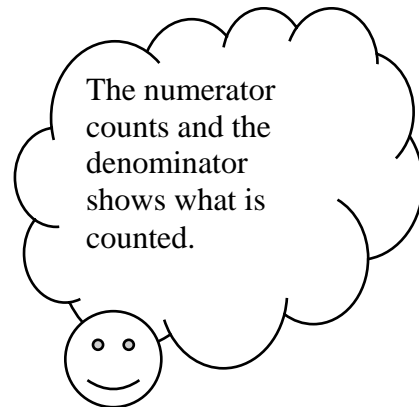 The numerator
counts and the
denominator
shows what is
counted.